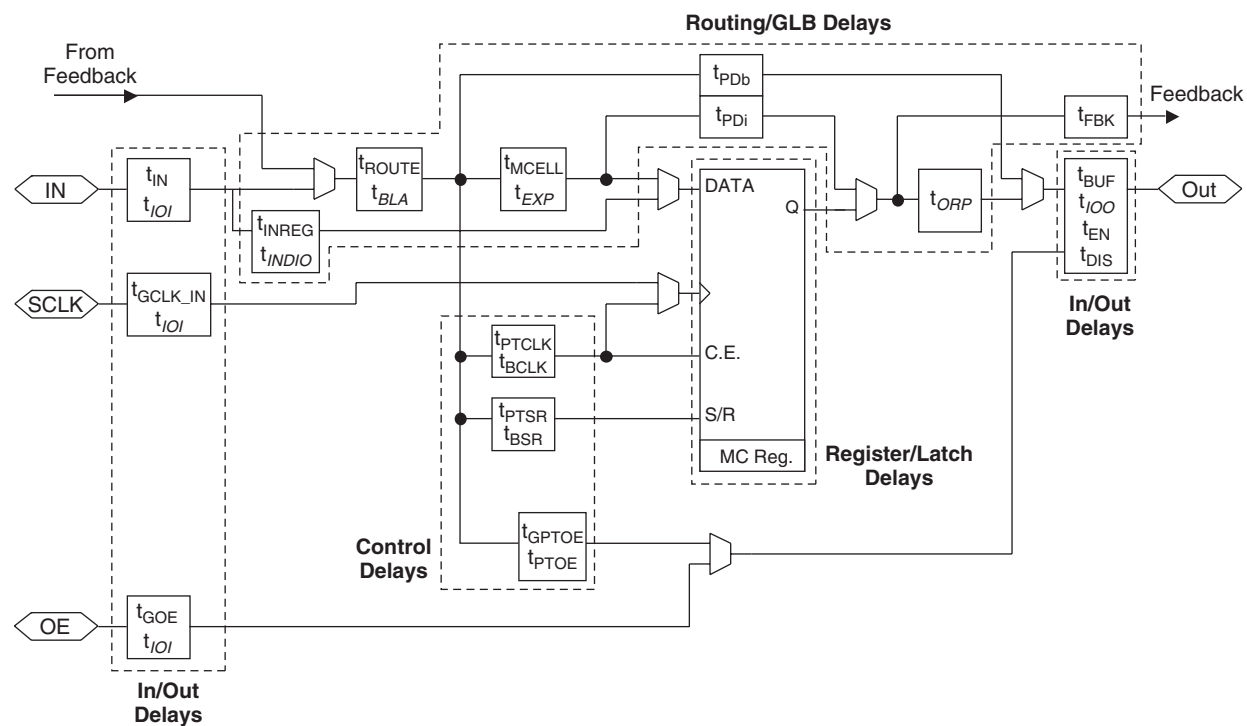 Routing/GLB Delays
From
Feedback
tPDb
tPDi
tFBK
Feedback
IN
tIN
tIOI
tROUTE
tBLA
tMCELL
tEXP
DATA
Q
tORP
tBUF
tIOO
tEN
tDIS
Out
tINREG
tINDIO
In/Out
Delays
SCLK
tGCLK_IN
tIOI
tPTCLK
tBCLK
C.E.
tPTSR
tBSR
S/R
MC Reg.
Register/Latch
Delays
Control
Delays
tGPTOE
tPTOE
OE
tGOE
tIOI
In/Out
Delays